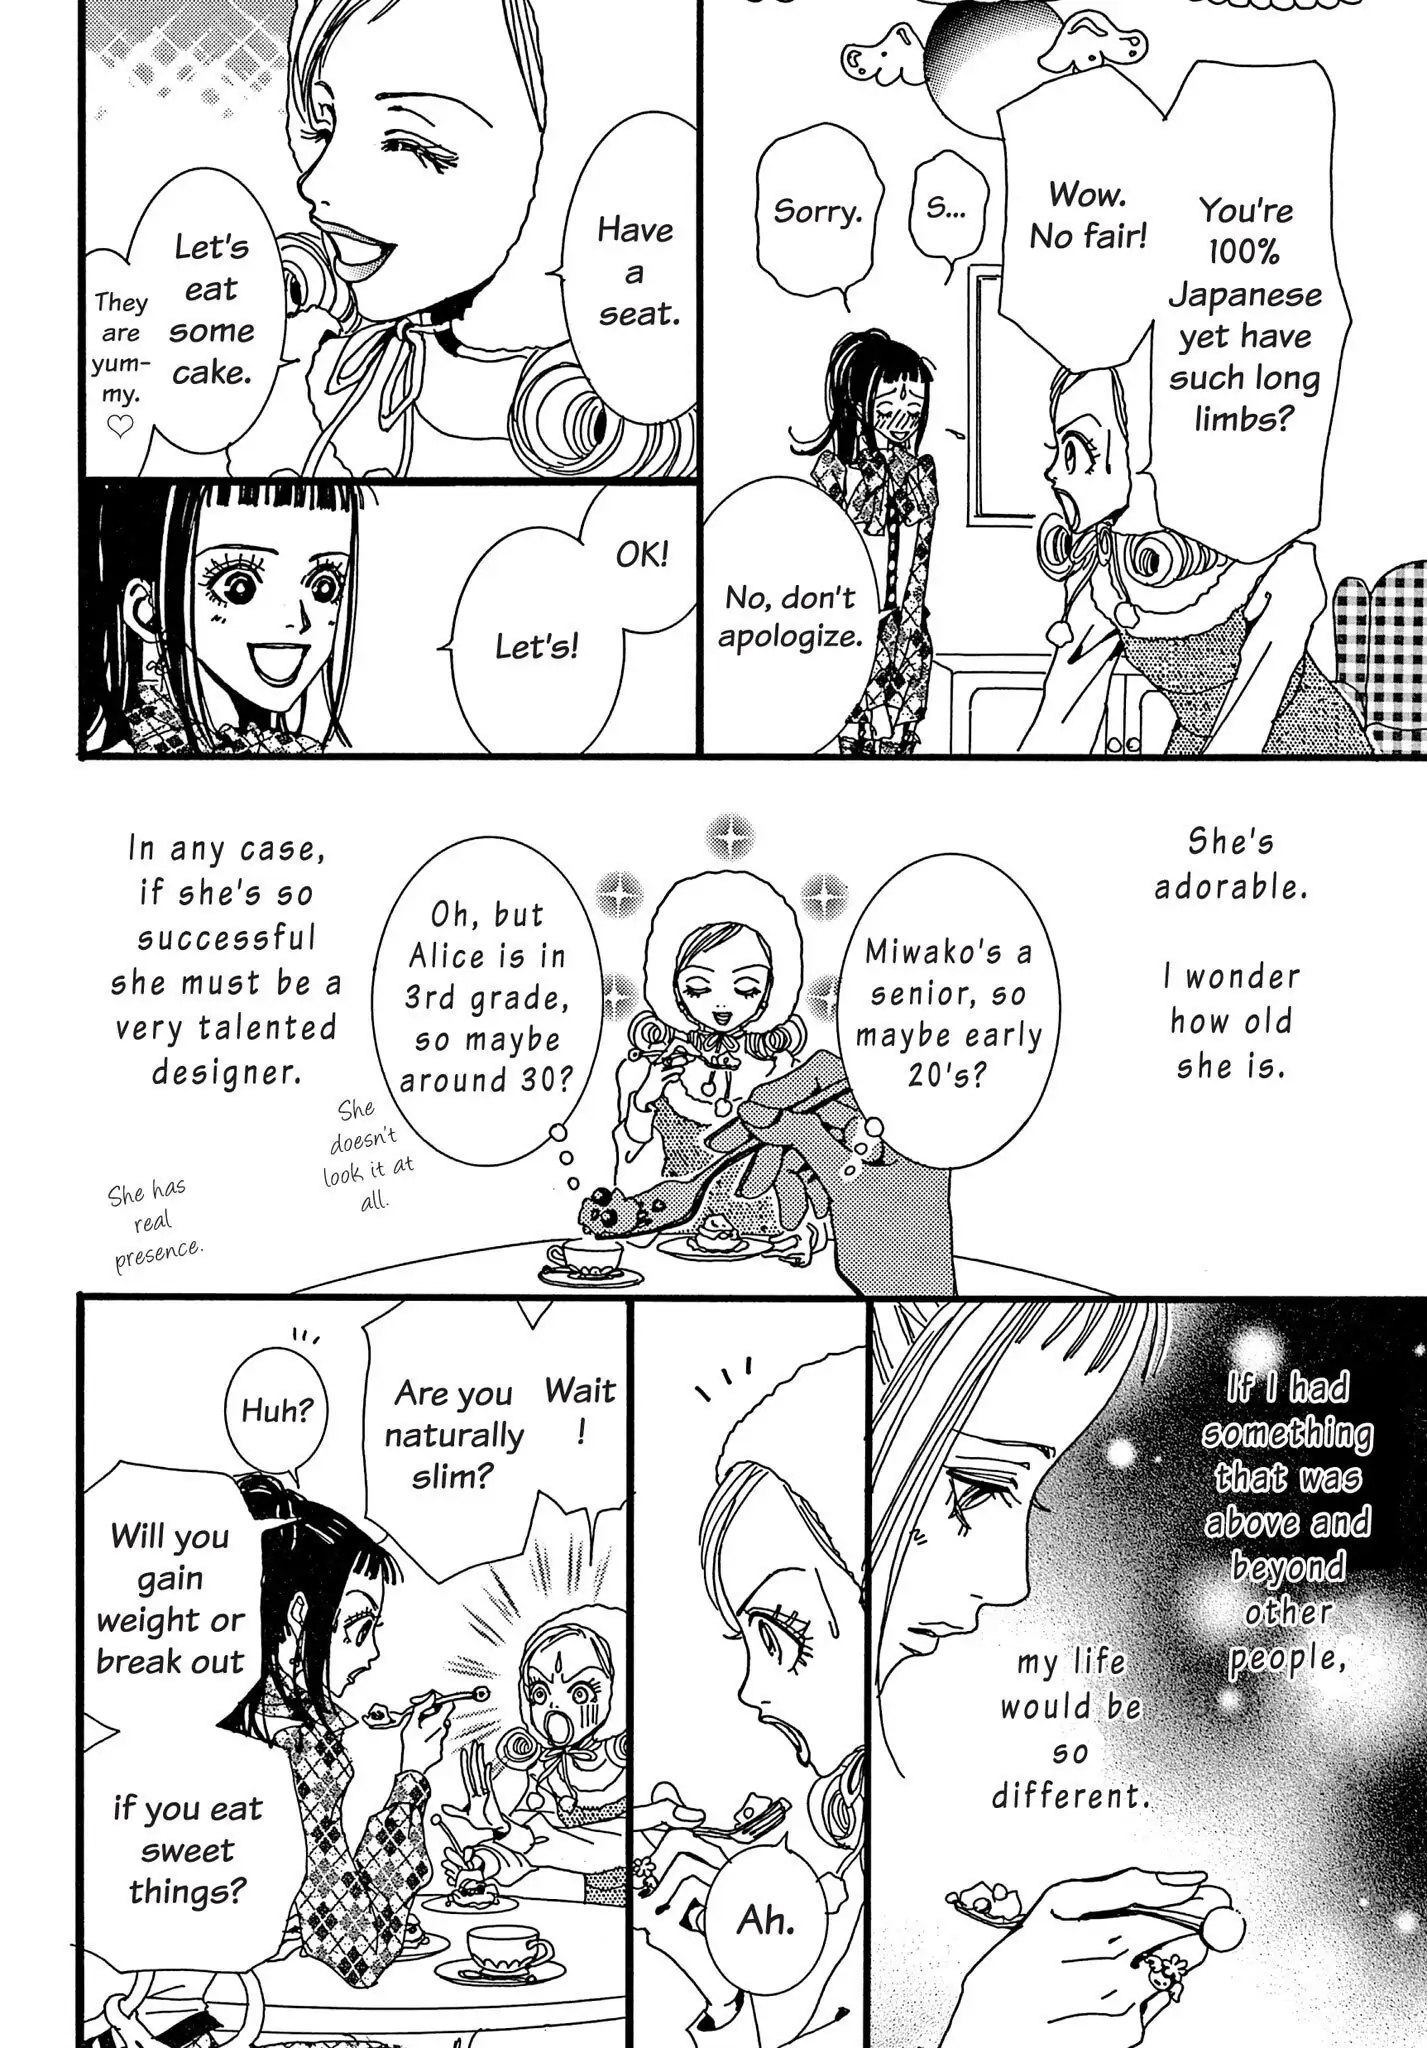 You're
100%
Japanese
yet have
such long
limbs?
Wow.
No fair!
S...
Sorry.
No, don't
apologize.
Have
a
seat.
Let's
eat
some
cake.
They
are
yum-
my.
♡
OK!
Let's!
She's
adorable.
I wonder
how old
she is.
Miwako's a
senior, so
maybe early
20's?
Oh, but
Alice is in
3rd grade,
so maybe
around 30?
She
doesn't
look it at
all.
In any case,
if she's so
successful
she must be a
very talented
designer.
She has
real
presence.
If I had
something
that was
above and
beyond
other
people,
my life
would be
so
different.
Ah.
Wait
!
Are you
naturally
slim?
Huh?
Will you
gain
weight or
break out
if you eat
sweet
things?